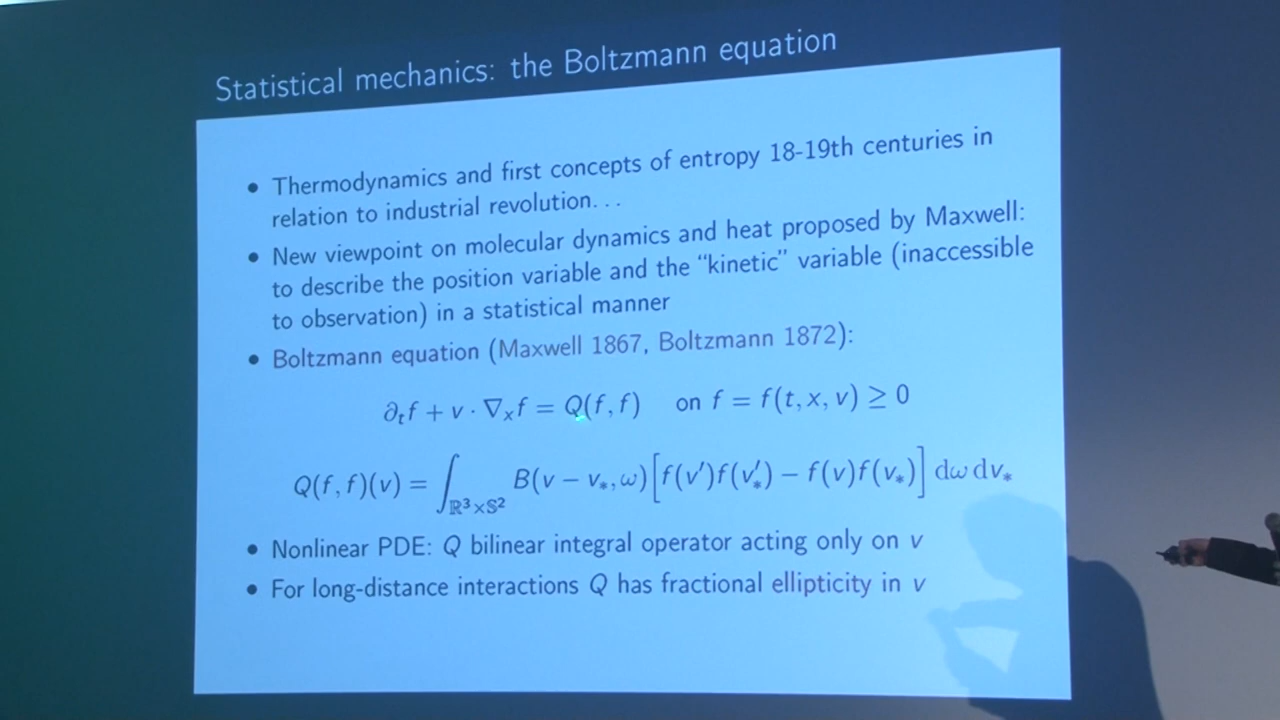 Statistical mechanics: the Boltzmann equation
• Thermodynamics and first concepts of entropy 18-19th centuries in
relation to industrial revolution...
• New viewpoint on molecular dynamics and heat proposed by Maxwell:
to describe the position variable and the “kinetic” variable (inaccessible
to observation) in a statistical manner
• Boltzmann equation (Maxwell 1867, Boltzmann 1872):
∂ₜf + v · ∇ₓf = Q(f, f) on f = f(t, x, v) ≥ 0
Q(f, f)(v) = ∫_{ℝ³×𝕊²} B(v − v∗, ω)[f(v′)f(v′∗) − f(v)f(v∗)] dω dv∗
• Nonlinear PDE: Q bilinear integral operator acting only on v
• For long-distance interactions Q has fractional ellipticity in v